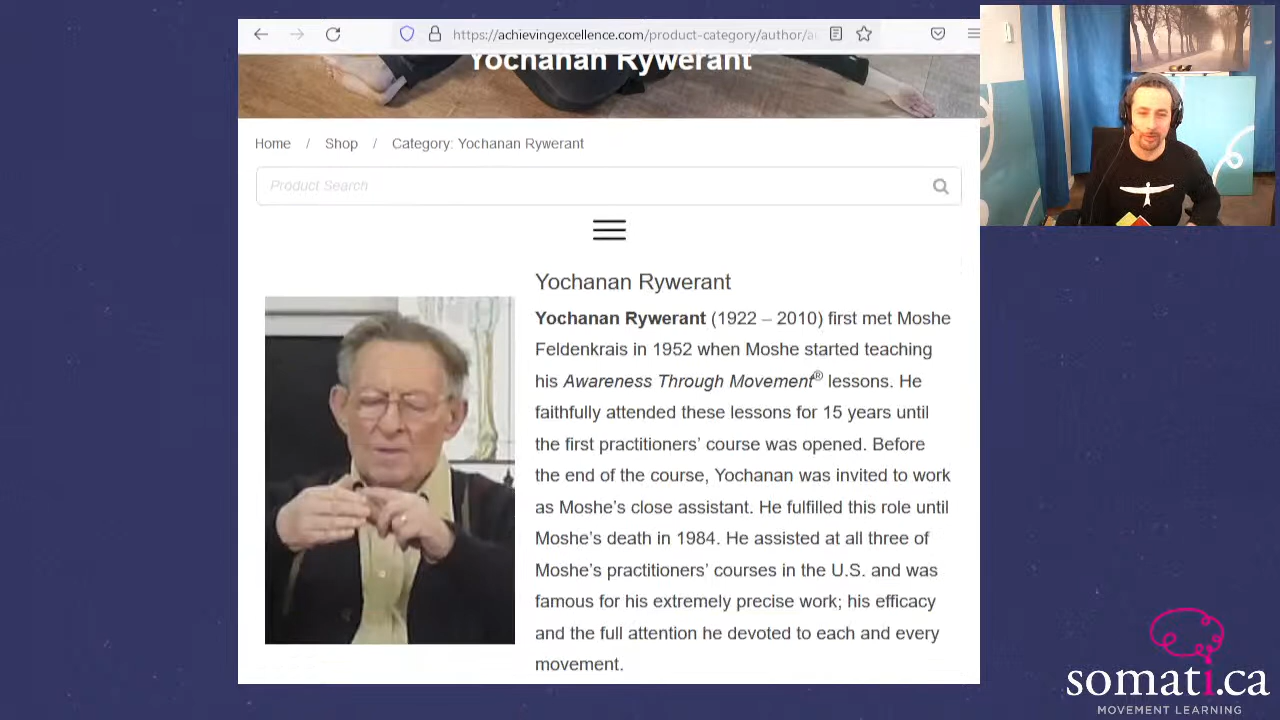 https://achievingexcellence.com/product-category/author/a
Yochanan Rywerant
Home / Shop / Category: Yochanan Rywerant
Product Search
Yochanan Rywerant
Yochanan Rywerant (1922 – 2010) first met Moshe
Feldenkrais in 1952 when Moshe started teaching
his Awareness Through Movement® lessons. He
faithfully attended these lessons for 15 years until
the first practitioners’ course was opened. Before
the end of the course, Yochanan was invited to work
as Moshe’s close assistant. He fulfilled this role until
Moshe’s death in 1984. He assisted at all three of
Moshe’s practitioners’ courses in the U.S. and was
famous for his extremely precise work; his efficacy
and the full attention he devoted to each and every
movement.
somati.ca
MOVEMENT LEARNING